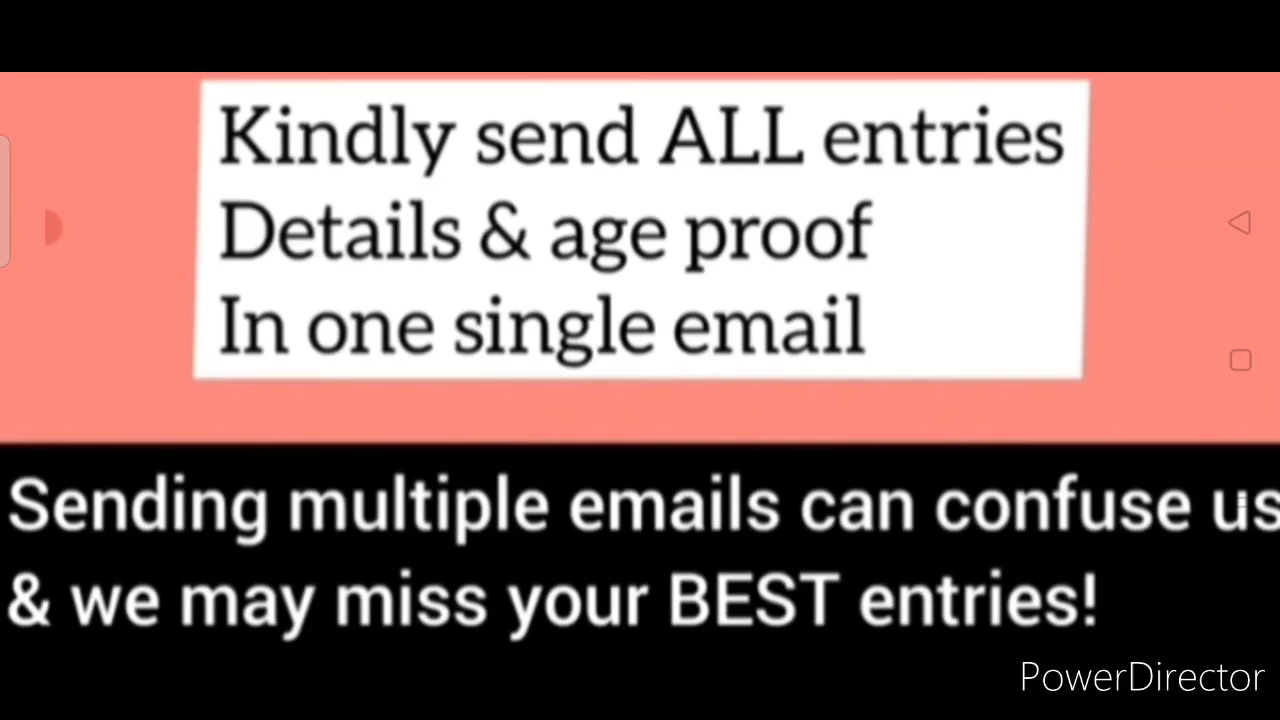 Kindly send ALL entries
Details & age proof
In one single email
Sending multiple emails can confuse us
& we may miss your BEST entries!
PowerDirector